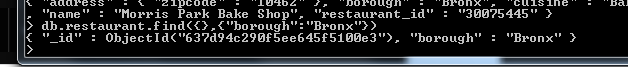 { "address" : { "zipcode" : "10462" }, "borough" : "Bronx", "cuisine" : "Ba
, "name" : "Morris Park Bake Shop", "restaurant_id" : "30075445" }
> db.restaurant.find({},{"borough":"Bronx"})
{ "_id" : ObjectId("637d94c290f5ee645f5100e3"), "borough" : "Bronx" }
>